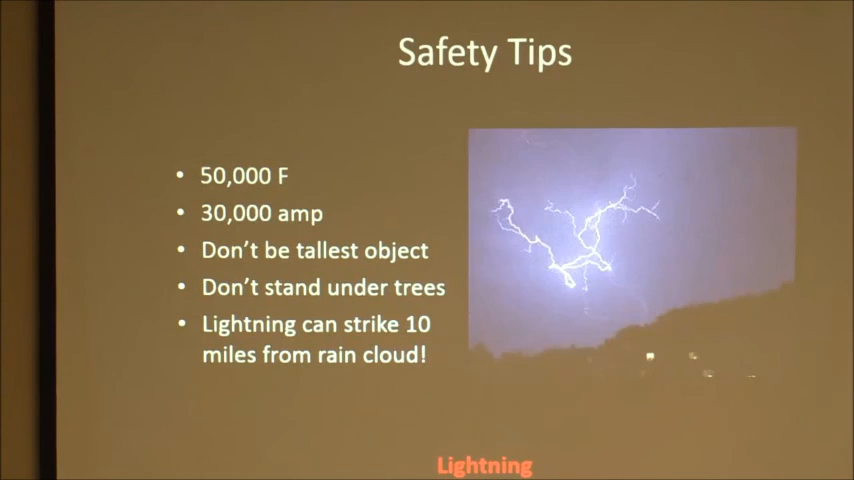 Safety Tips
• 50,000 F
• 30,000 amp
• Don't be tallest object
• Don't stand under trees
• Lightning can strike 10
miles from rain cloud!
Lightning